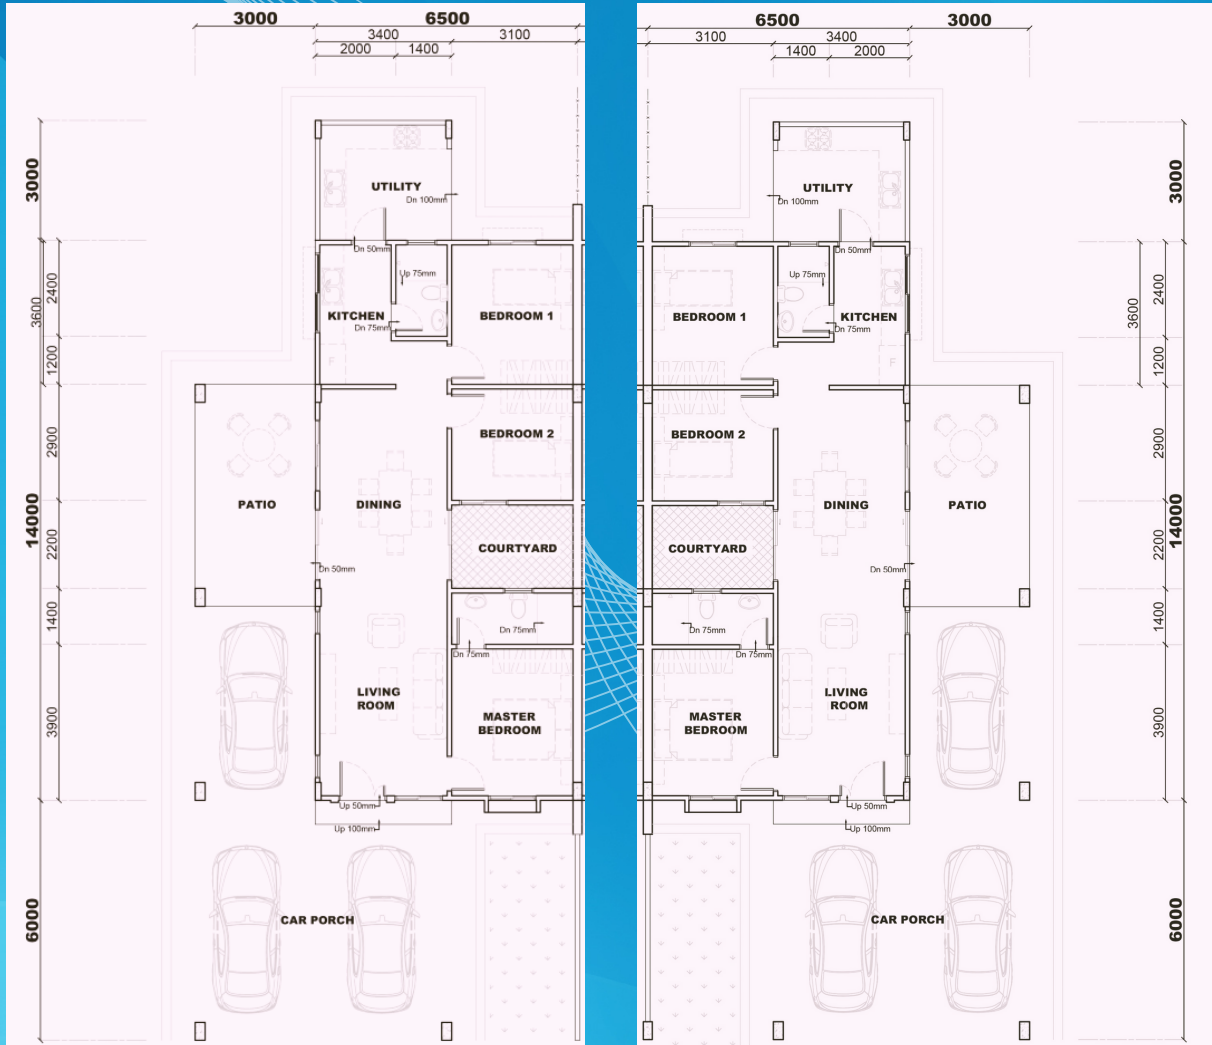 3000 6500
3400 3100
2000 1400
3000
14000
6000
3600
2400
1200
2900
2200
1400
3900
UTILITY
Dn 100mm
Dn 50mm
Up 75mm
KITCHEN
Dn 75mm
BEDROOM 1
F
BEDROOM 2
PATIO
DINING
COURTYARD
Dn 50mm
Dn 75mm
Dn 75mm
LIVING
ROOM
MASTER
BEDROOM
Up 50mm
Up 100mm
CAR PORCH
6500 3000
3100 3400
1400 2000
UTILITY
Dn 100mm
Dn 50mm
Up 75mm
KITCHEN
Dn 75mm
BEDROOM 1
F
BEDROOM 2
DINING
PATIO
COURTYARD
Dn 50mm
Dn 75mm
Dn 75mm
LIVING
ROOM
MASTER
BEDROOM
Up 50mm
Up 100mm
CAR PORCH
3600
2400
1200
2900
2200
1400
3900
3000
14000
6000